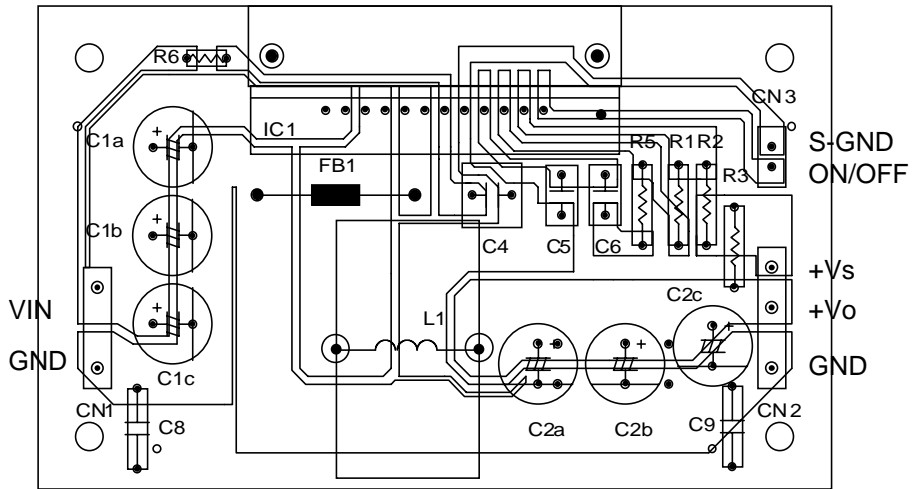 R6
CN3
C1a
IC1
S-GND
R5 R1 R2
FB1
R3
ON/OFF
C1b
C4 C5 C6
+Vs
C2c
VIN
+Vo
L1
GND
GND
C1c
CN1
C8
C2a C2b
C9
CN2